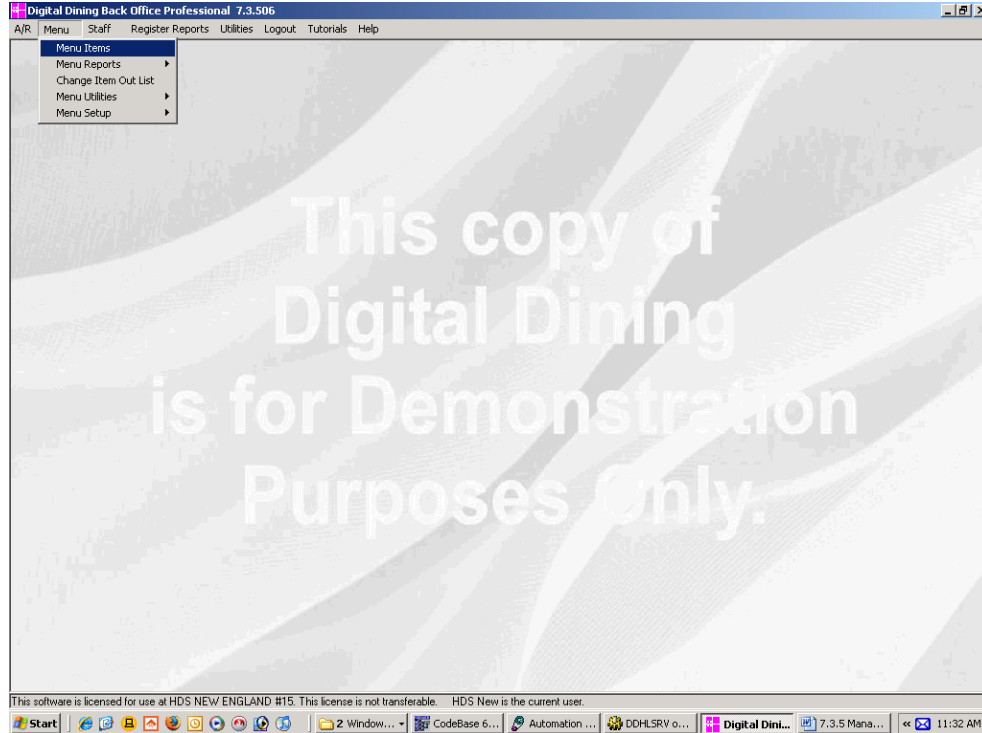 Digital Dining Back Office Professional 7.3.506
A/R Menu Staff Register Reports Utilities Logout Tutorials Help
Menu Items
Menu Reports
Change Item Out List
Menu Utilities
Menu Setup
This copy of
Digital Dining
is for Demonstration
Purposes Only.
This software is licensed for use at HDS NEW ENGLAND #15. This license is not transferable. HDS New is the current user.
Start 2 Window... CodeBase 6... Automation ... DDHLSRV o... Digital Dini... 7.3.5 Mana... « 11:32 AM